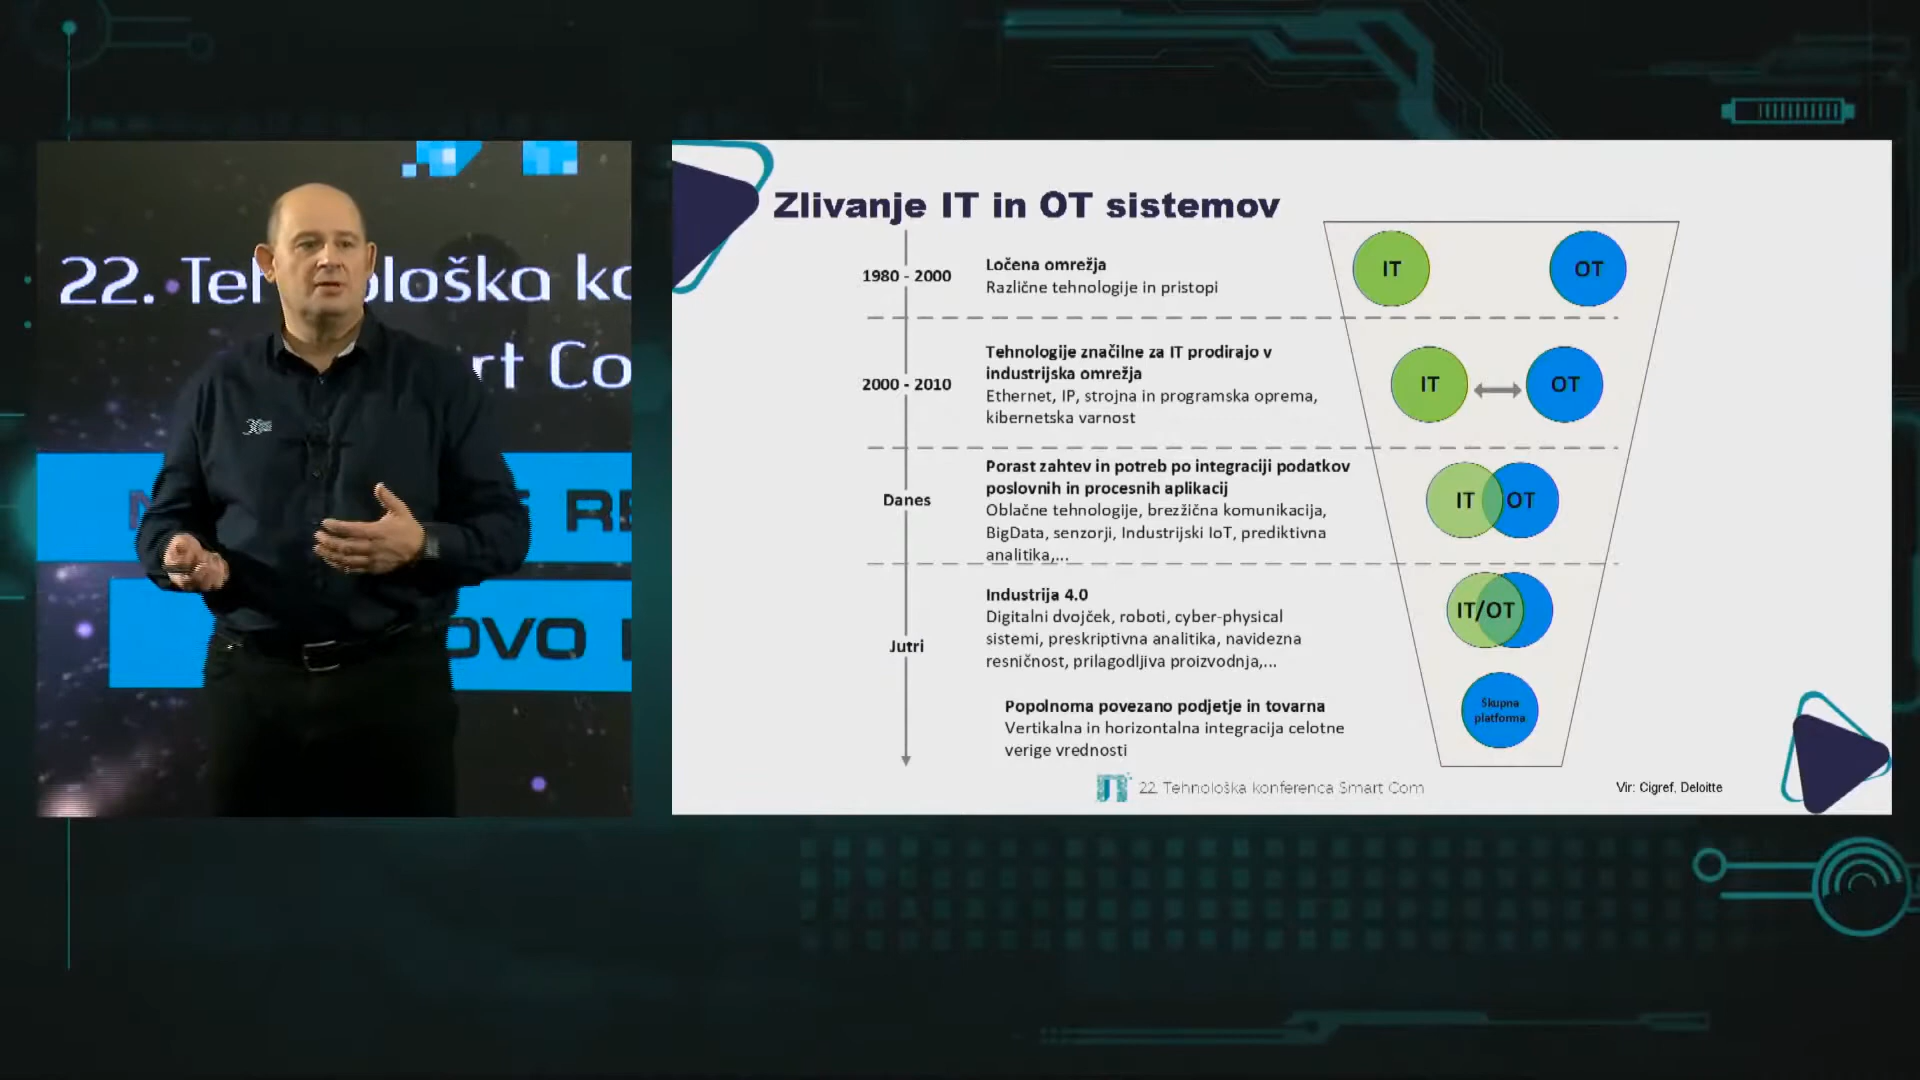 22. Teh ološka ko
rt Co
RE
OVO
Zlivanje IT in OT sistemov
1980 - 2000
Ločena omrežja
Različne tehnologije in pristopi
IT
OT
2000 - 2010
Tehnologije značilne za IT prodirajo v
industrijska omrežja
Ethernet, IP, strojna in programska oprema,
kibernetska varnost
IT
OT
Danes
Porast zahtev in potreb po integraciji podatkov
poslovnih in procesnih aplikacij
Oblačne tehnologije, brezžična komunikacija,
BigData, senzorji, Industrijski IoT, prediktivna
analitika,...
IT
OT
Jutri
Industrija 4.0
Digitalni dvojček, roboti, cyber-physical
sistemi, preskriptivna analitika, navidezna
resničnost, prilagodljiva proizvodnja,...
IT/OT
Popolnoma povezano podjetje in tovarna
Vertikalna in horizontalna integracija celotne
verige vrednosti
Skupna
platforma
22. Tehnološka konferenca Smart Com
Vir: Cigref, Deloitte